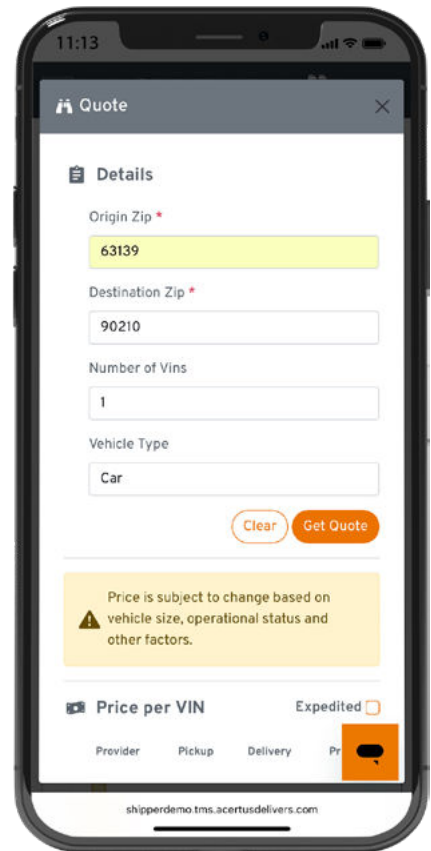 11:13
Quote
Details
Origin Zip *
63139
Destination Zip *
90210
Number of Vins
1
Vehicle Type
Car
Clear Get Quote
Price is subject to change based on
vehicle size, operational status and
other factors.
Price per VIN Expedited
Provider Pickup Delivery
shipperdemo.tms.acertusdelivers.com